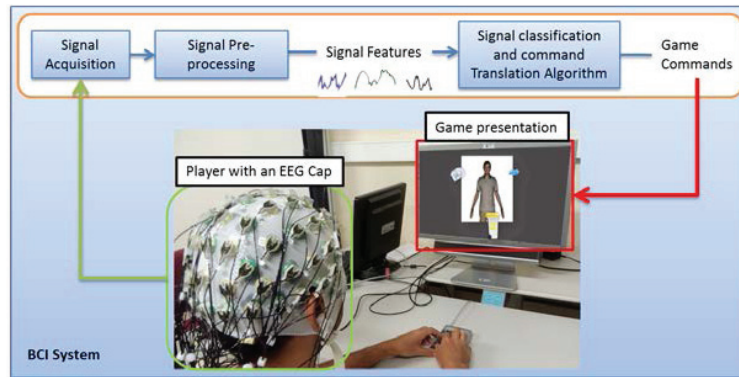 Signal
Acquisition
Signal Pre-
processing
Signal Features
Signal classification
and command
Translation Algorithm
Game
Commands
Game presentation
Player with an EEG Cap
BCI System